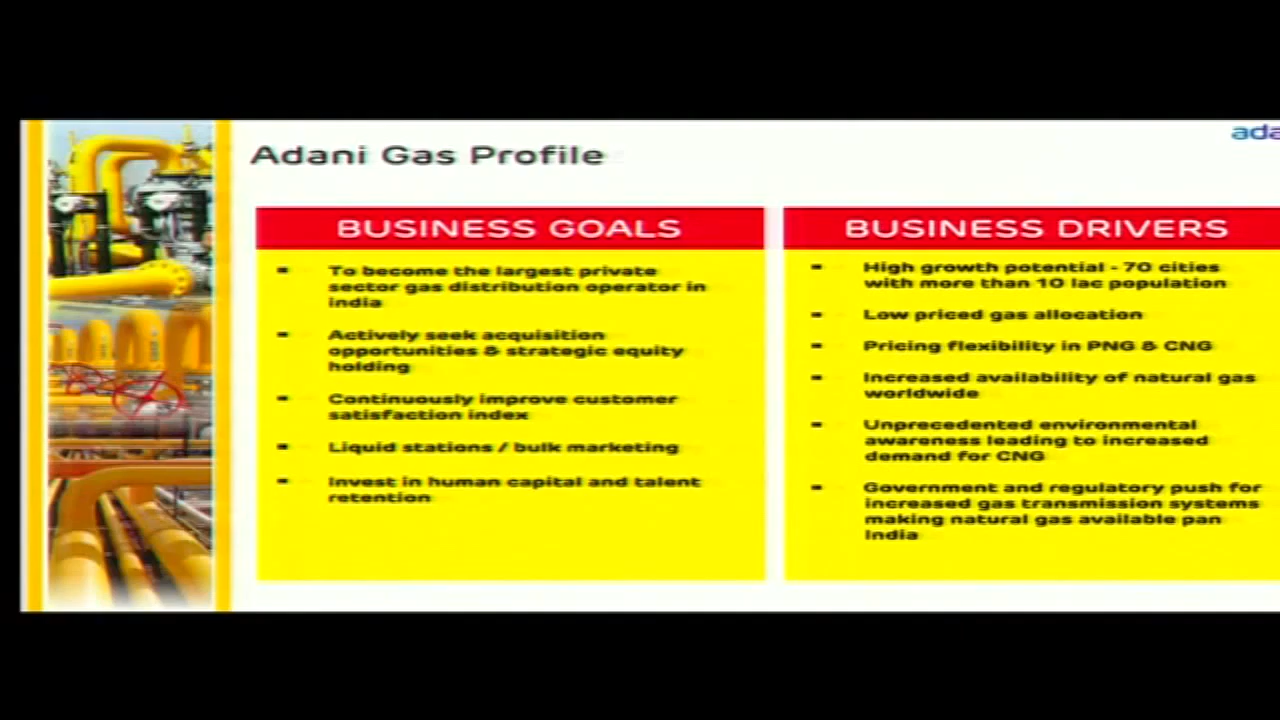 ada
Adani Gas Profile
BUSINESS GOALS
To become the largest private
sector gas distribution operator in
india
Actively seek acquisition
opportunities & strategic equity
holding
Continuously improve customer
satisfaction index
Liquid stations / bulk marketing
Invest in human capital and talent
retention
BUSINESS DRIVERS
High growth potential - 70 cities
with more than 10 lac population
Low priced gas allocation
Pricing flexibility in PNG & CNG
Increased availability of natural gas
worldwide
Unprecedented environmental
awareness leading to increased
demand for CNG
Government and regulatory push for
increased gas transmission systems
making natural gas available pan
India